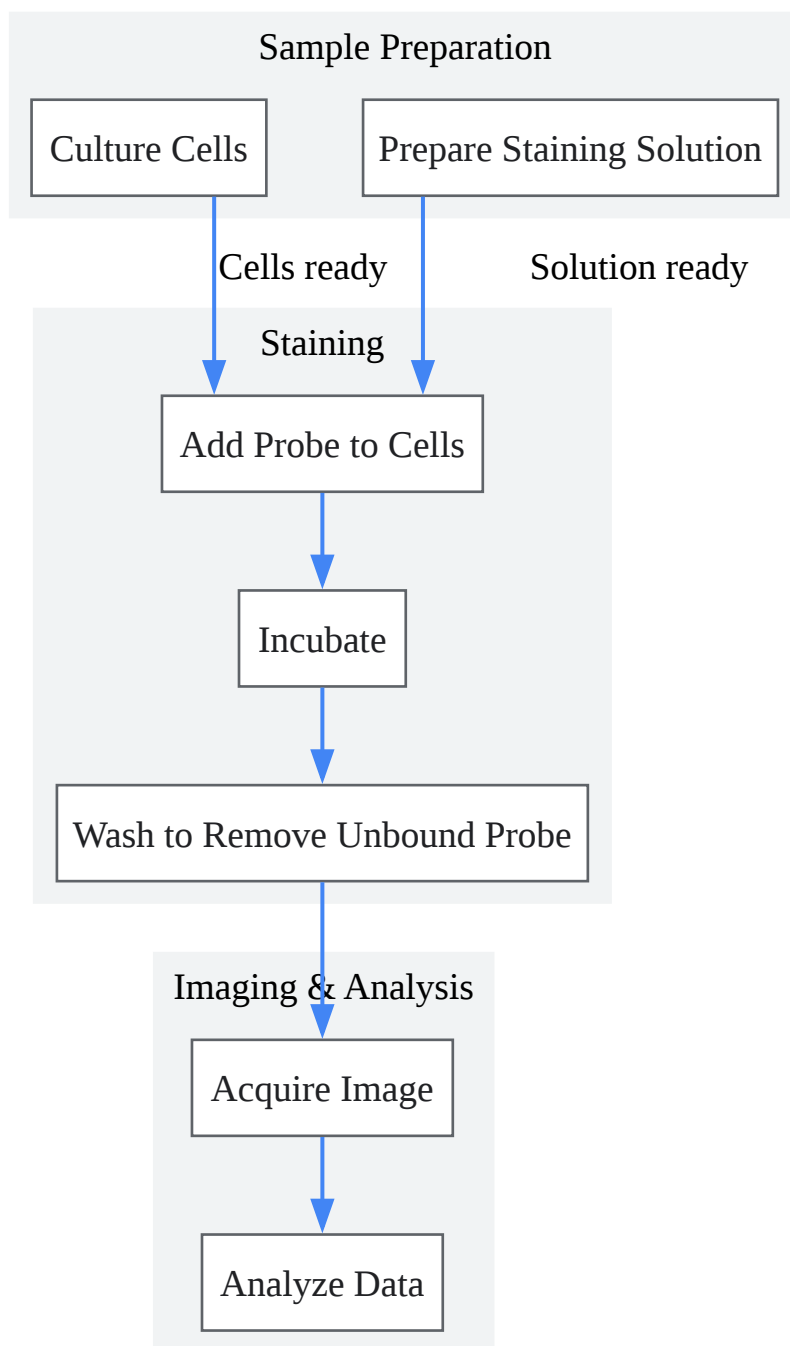 Sample Preparation
Culture Cells
Prepare Staining Solution
Cells ready
Solution ready
Staining
Add Probe to Cells
Incubate
Wash to Remove Unbound Probe
Imaging & Analysis
Acquire Image
Analyze Data